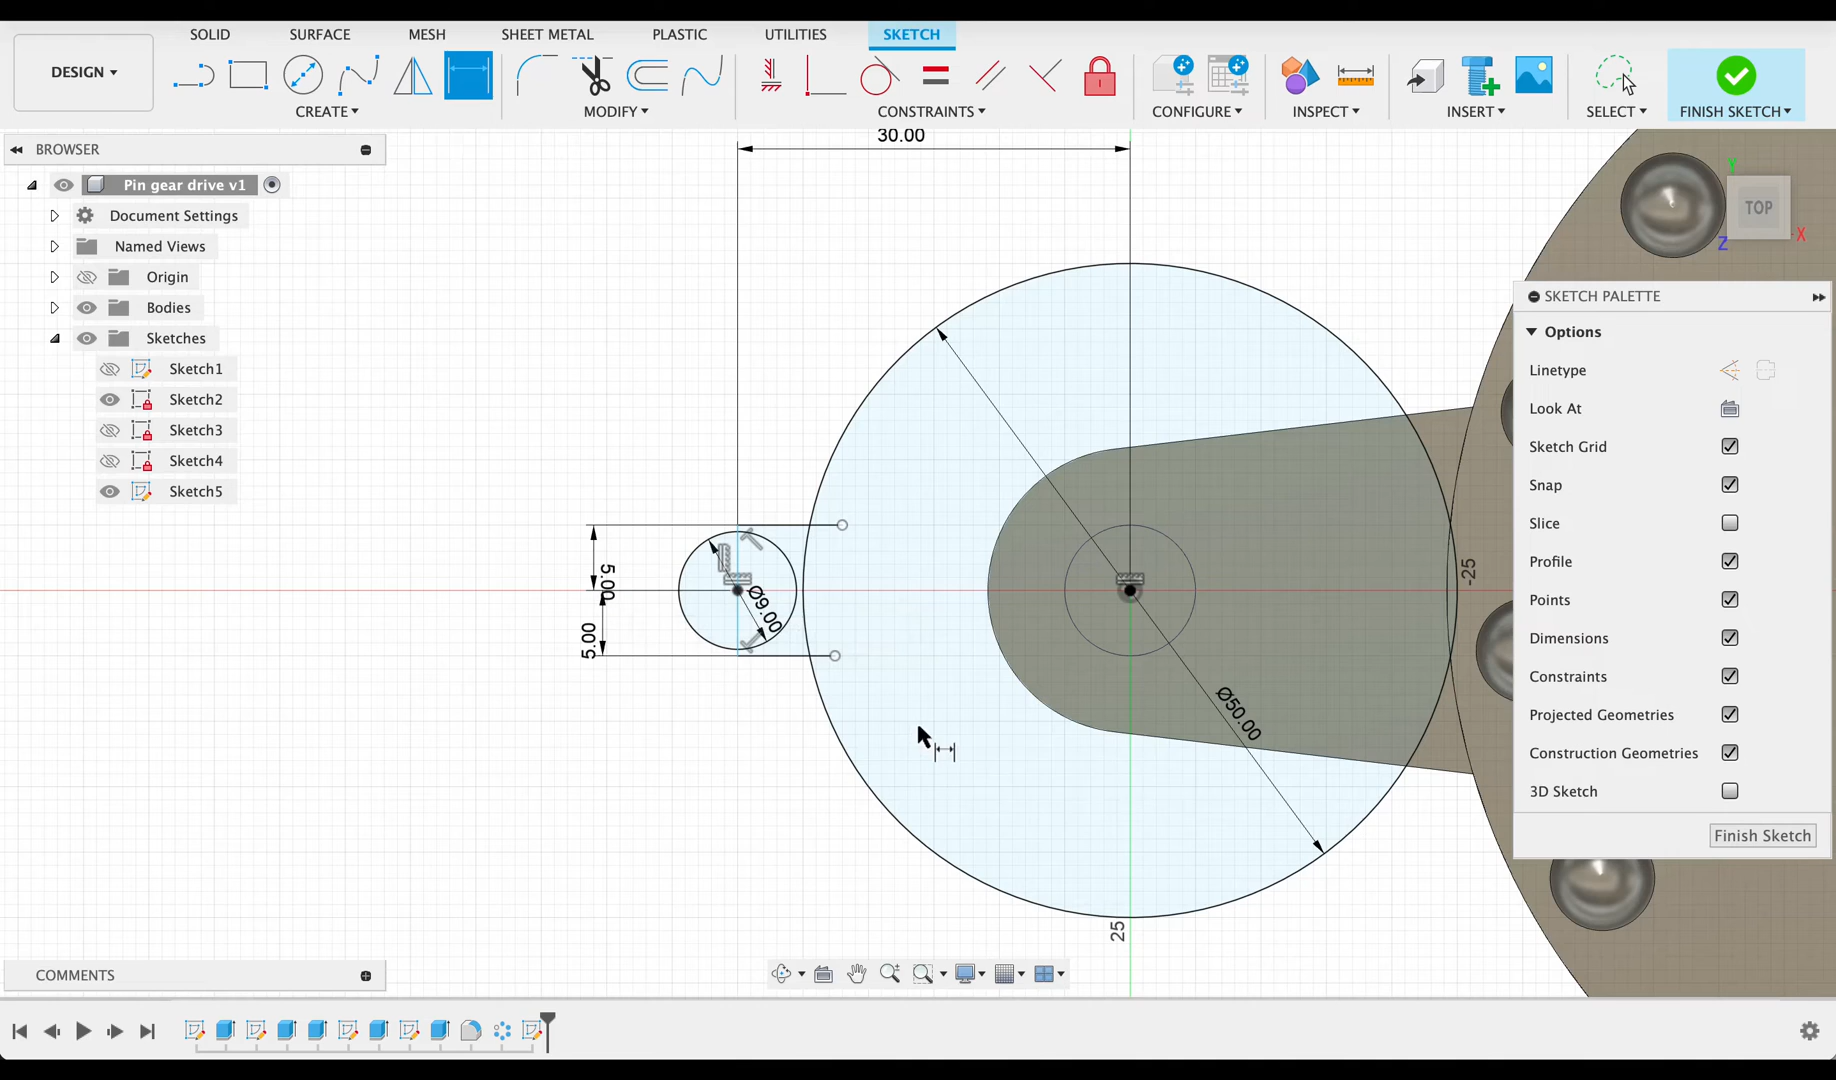 SOLID SURFACE MESH SHEET METAL PLASTIC UTILITIES SKETCH
DESIGN
CREATE MODIFY CONSTRAINTS CONFIGURE INSPECT INSERT SELECT FINISH SKETCH
BROWSER
Pin gear drive v1
Document Settings
Named Views
Origin
Bodies
Sketches
Sketch1
Sketch2
Sketch3
Sketch4
Sketch5
30.00
5.00
5.00
Ø9.00
Ø50.00
-25
25
Y
TOP
X
Z
SKETCH PALETTE
Options
Linetype
Look At
Sketch Grid
Snap
Slice
Profile
Points
Dimensions
Constraints
Projected Geometries
Construction Geometries
3D Sketch
Finish Sketch
COMMENTS